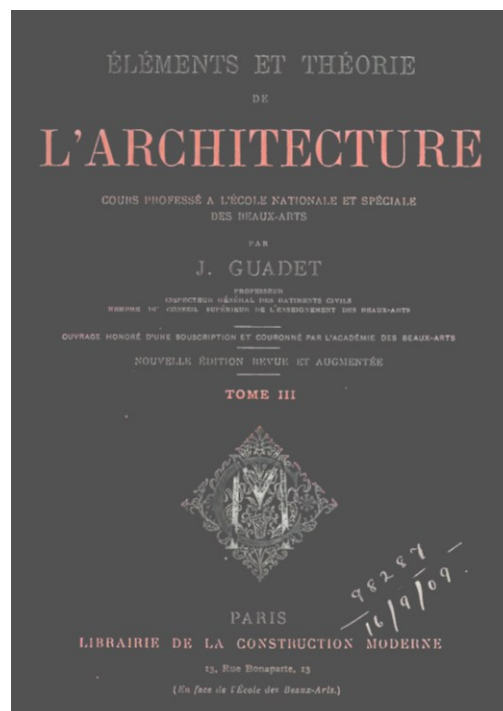 ÉLÉMENTS ET THÉORIE
DE
L'ARCHITECTURE
COURS PROFESSÉ A L'ÉCOLE NATIONALE ET SPÉCIALE
DES BEAUX-ARTS
PAR
J. GUADET
PROFESSEUR
INSPECTEUR GÉNÉRAL DES BATIMENTS CIVILS
MEMBRE DU CONSEIL SUPÉRIEUR DE L'ENSEIGNEMENT DES BEAUX-ARTS
OUVRAGE HONORÉ D'UNE SOUSCRIPTION ET COURONNÉ PAR L'ACADÉMIE DES BEAUX-ARTS
NOUVELLE ÉDITION REVUE ET AUGMENTÉE
TOME III
98287
16/9/09.
PARIS
LIBRAIRIE DE LA CONSTRUCTION MODERNE
13, Rue Bonaparte, 13
(En face de l'École des Beaux-Arts.)